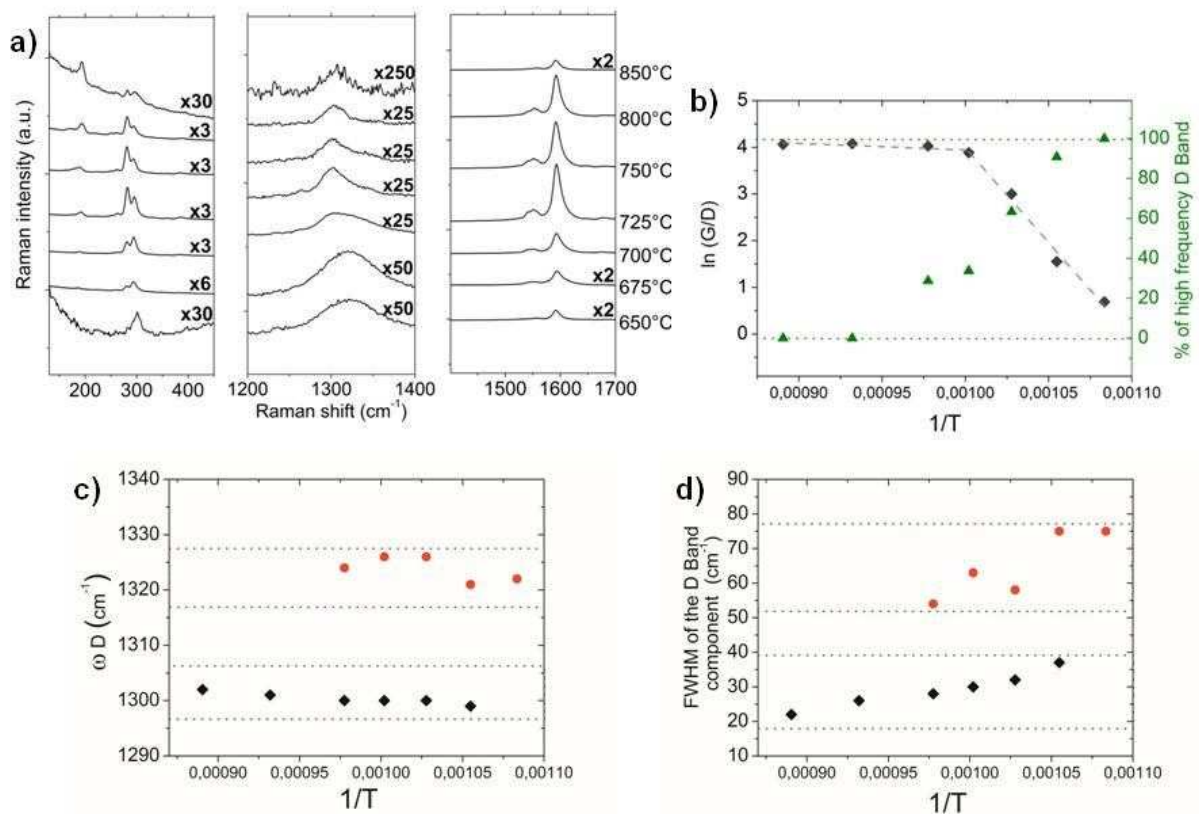 a)
Raman intensity (a.u.)
x30
x3
x3
x3
x3
x6
x30
200 300 400
x250
x25
x25
x25
x25
x50
x50
1200 1300 1400
Raman shift (cm-1)
x2
x2
x2
1500 1600 1700
850°C
800°C
750°C
725°C
700°C
675°C
650°C
b)
ln (G/D)
5
4
3
2
1
0
100
80
60
40
20
0
% of high frequency D Band
0,00090 0,00095 0,00100 0,00105 0,00110
1/T
c)
ω D (cm-1)
1340
1330
1320
1310
1300
1290
0,00090 0,00095 0,00100 0,00105 0,00110
1/T
d)
FWHM of the D Band
component (cm-1)
90
80
70
60
50
40
30
20
10
0,00090 0,00095 0,00100 0,00105 0,00110
1/T